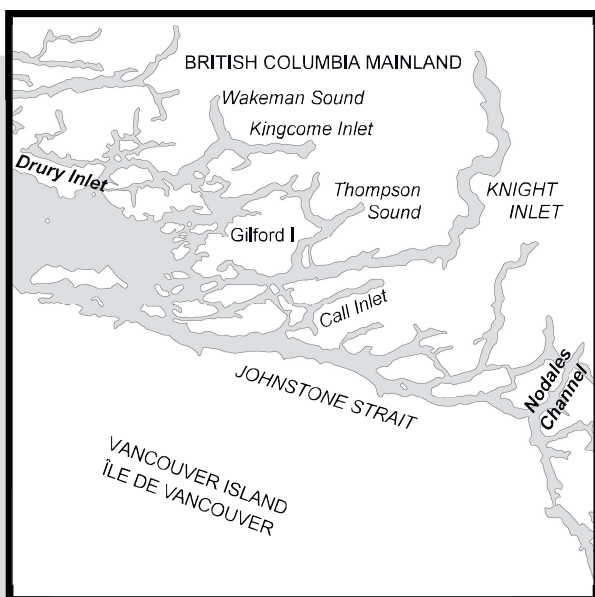 BRITISH COLUMBIA MAINLAND
Wakeman Sound
Kingcome Inlet
Drury Inlet
Thompson
Sound
KNIGHT
INLET
Gilford I
Call Inlet
Nodales
Channel
JOHNSTONE STRAIT
VANCOUVER ISLAND
ÎLE DE VANCOUVER